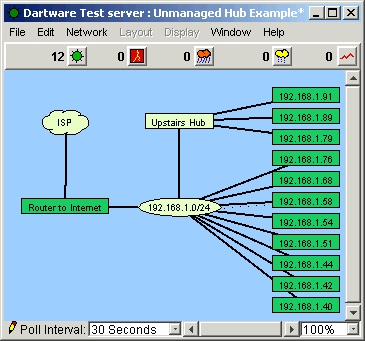 Dartware Test server : Unmanaged Hub Example*
File Edit Network Layout Display Window Help
12 0 0 0 0
192.168.1.91
ISP
Upstairs Hub
192.168.1.89
192.168.1.79
192.168.1.76
192.168.1.68
Router to Internet
192.168.1.0/24
192.168.1.58
192.168.1.54
192.168.1.51
192.168.1.44
192.168.1.42
192.168.1.40
Poll Interval: 30 Seconds 100%